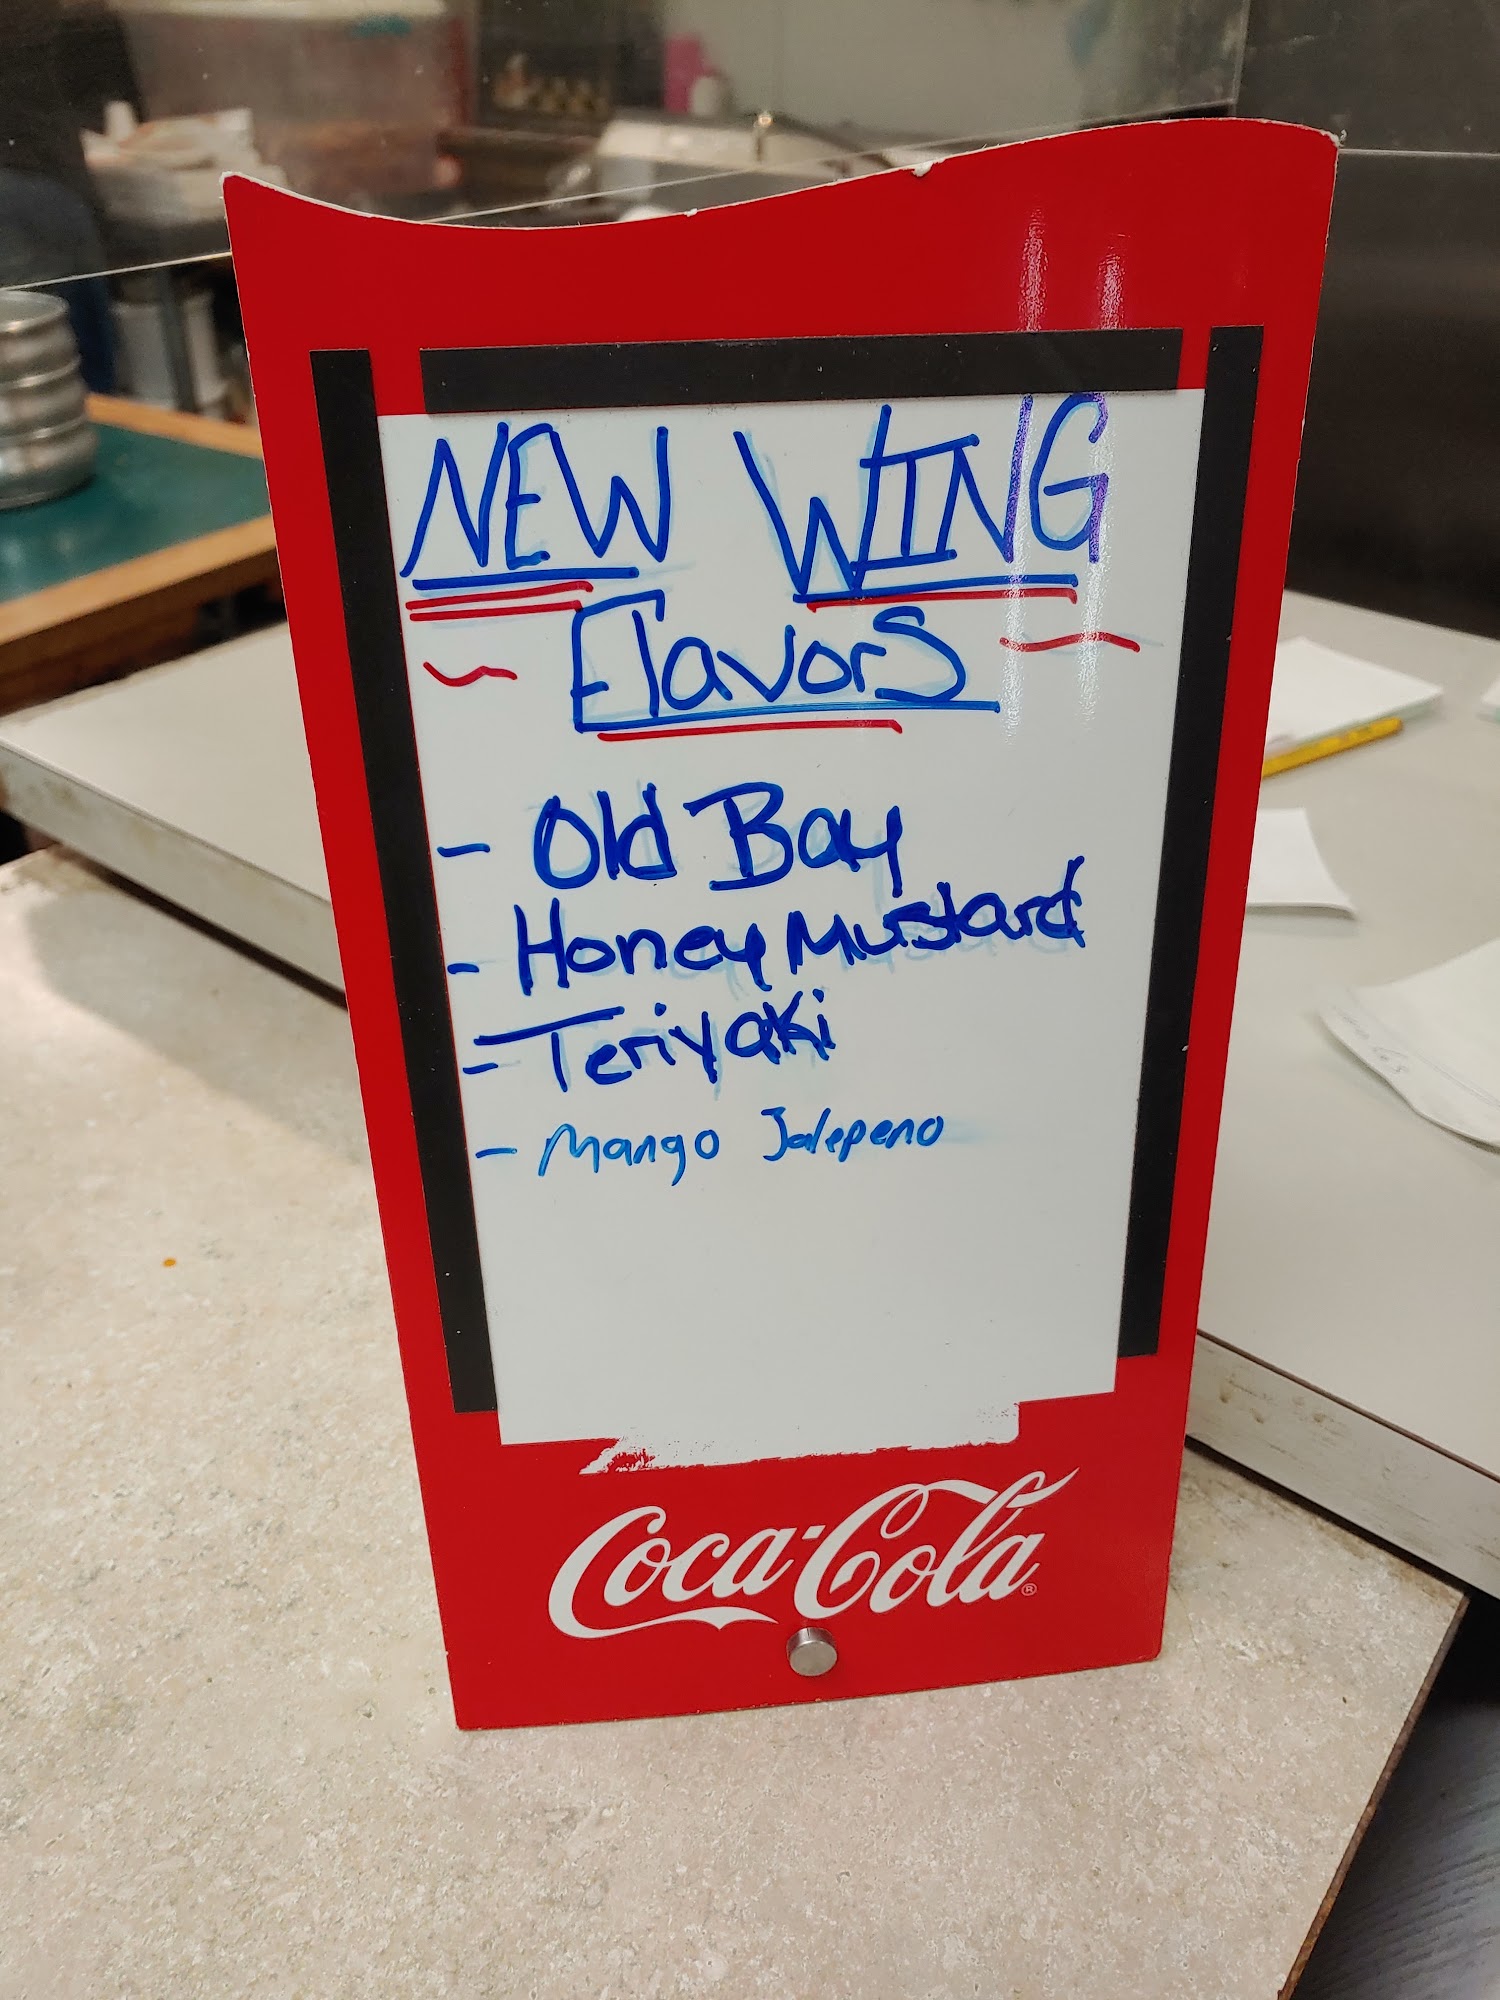 NEW WING
Flavors
- Old Bay
- Honey Mustard
- Teriyaki
- Mango Jalepeno
Coca-Cola®